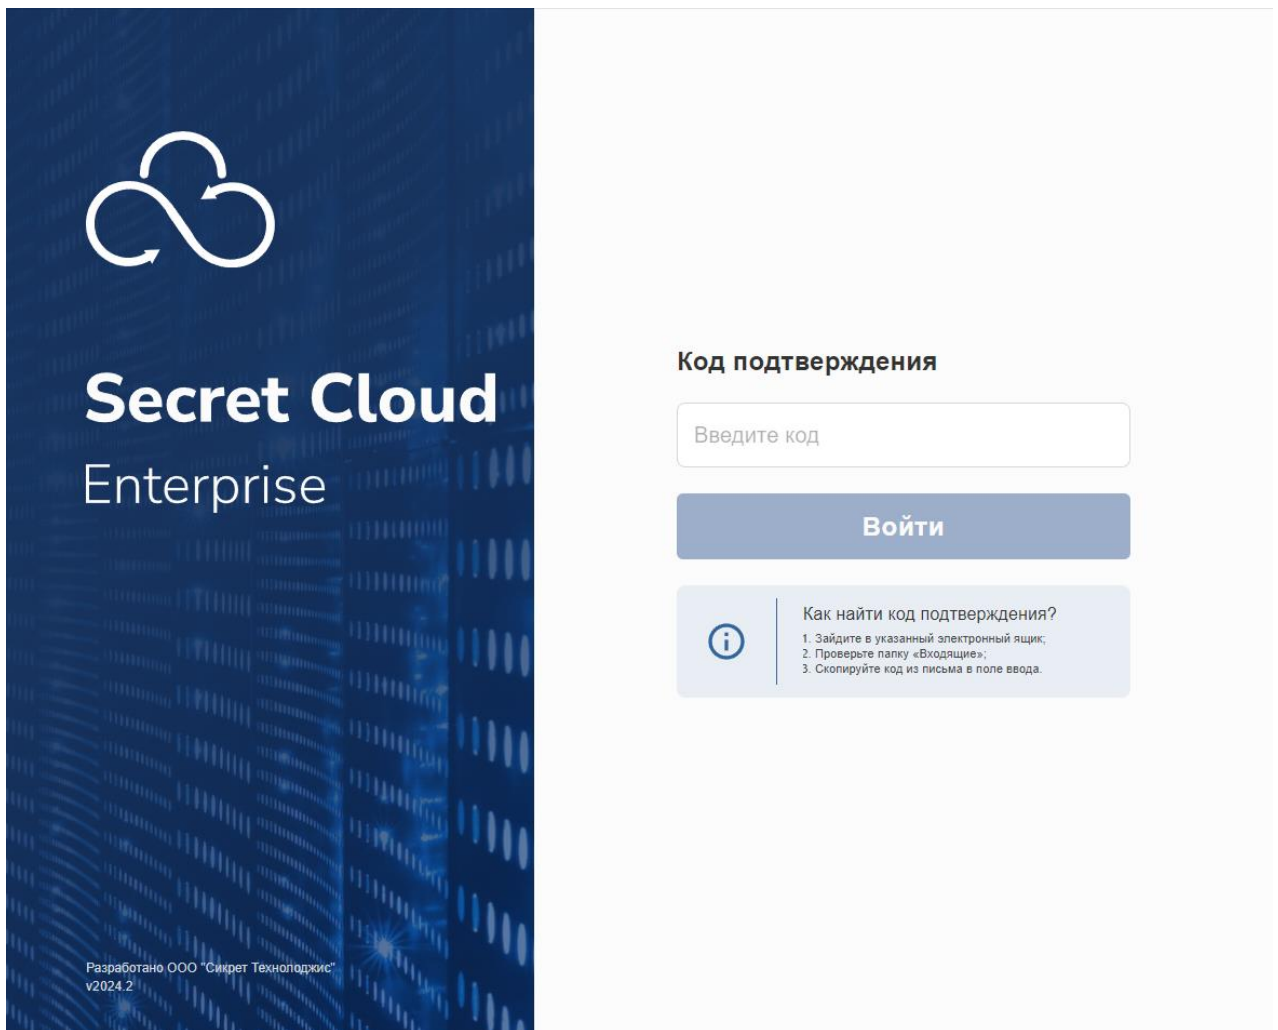 Secret Cloud
Enterprise
Разработано ООО "Сикрет Технолоджис"
v2024.2
Код подтверждения
Введите код
Войти
Как найти код подтверждения?
1. Зайдите в указанный электронный ящик;
2. Проверьте папку «Входящие»;
3. Скопируйте код из письма в поле ввода.